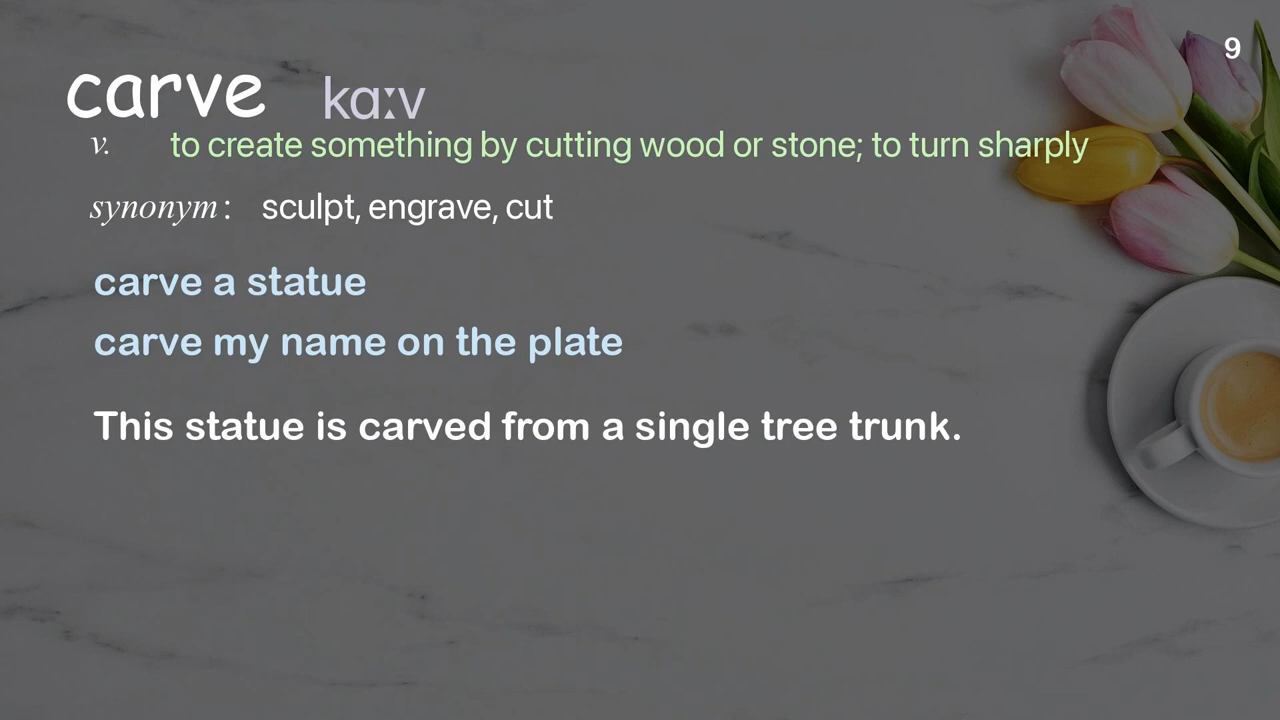 9
carve kɑːv
v. to create something by cutting wood or stone; to turn sharply
synonym: sculpt, engrave, cut
carve a statue
carve my name on the plate
This statue is carved from a single tree trunk.